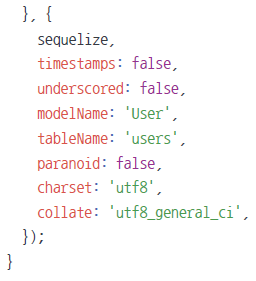 }, {
sequelize,
timestamps: false,
underscored: false,
modelName: 'User',
tableName: 'users',
paranoid: false,
charset: 'utf8',
collate: 'utf8_general_ci',
});
}